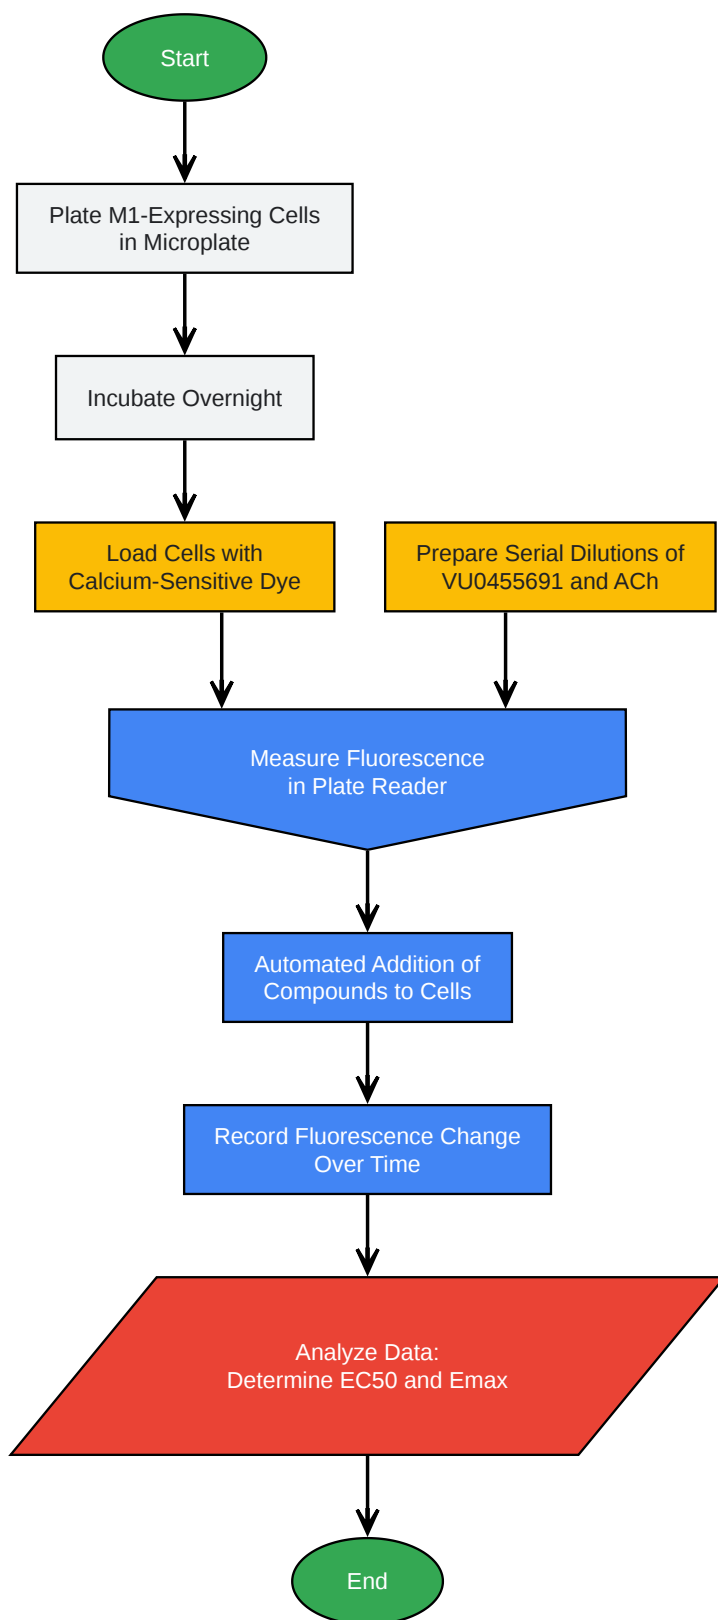 Start
Plate M1-Expressing Cells
in Microplate
Incubate Overnight
Load Cells with
Calcium-Sensitive Dye
Prepare Serial Dilutions of
VU0455691 and ACh
Measure Fluorescence
in Plate Reader
Automated Addition of
Compounds to Cells
Record Fluorescence Change
Over Time
Analyze Data:
Determine EC50 and Emax
End